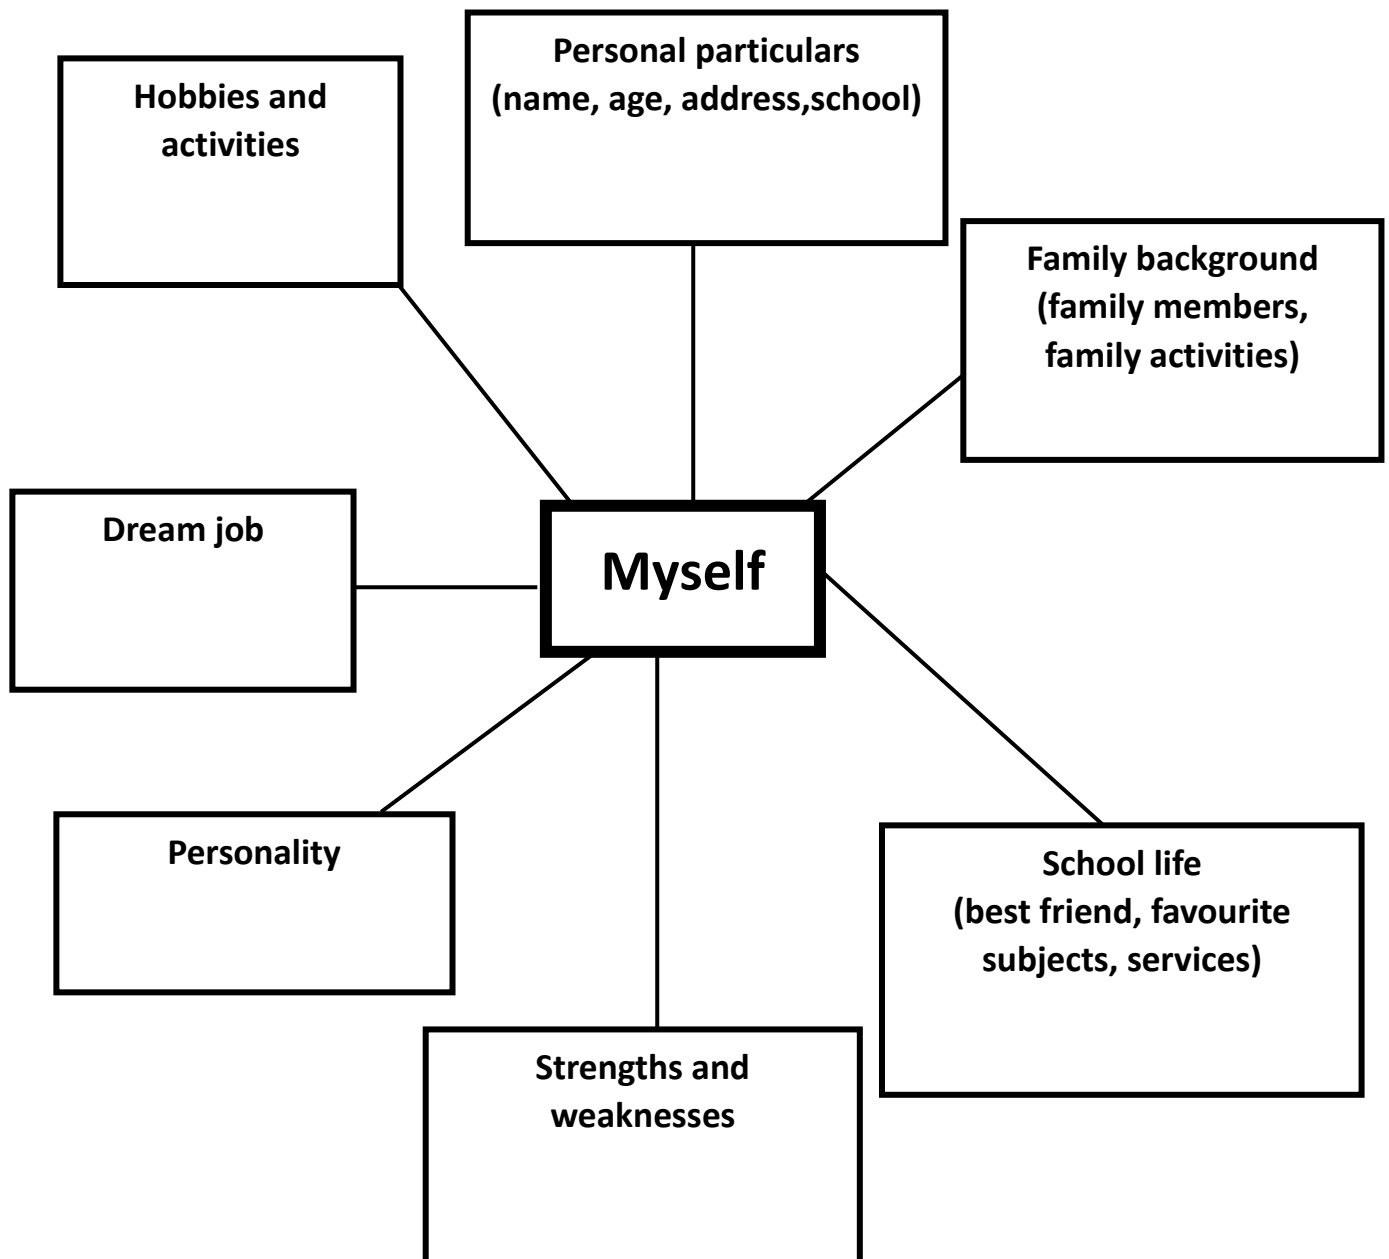 Personal particulars
(name, age, address,school)
Hobbies and
activities
Family background
(family members,
family activities)
Dream job
Myself
Personality
School life
(best friend, favourite
subjects, services)
Strengths and
weaknesses